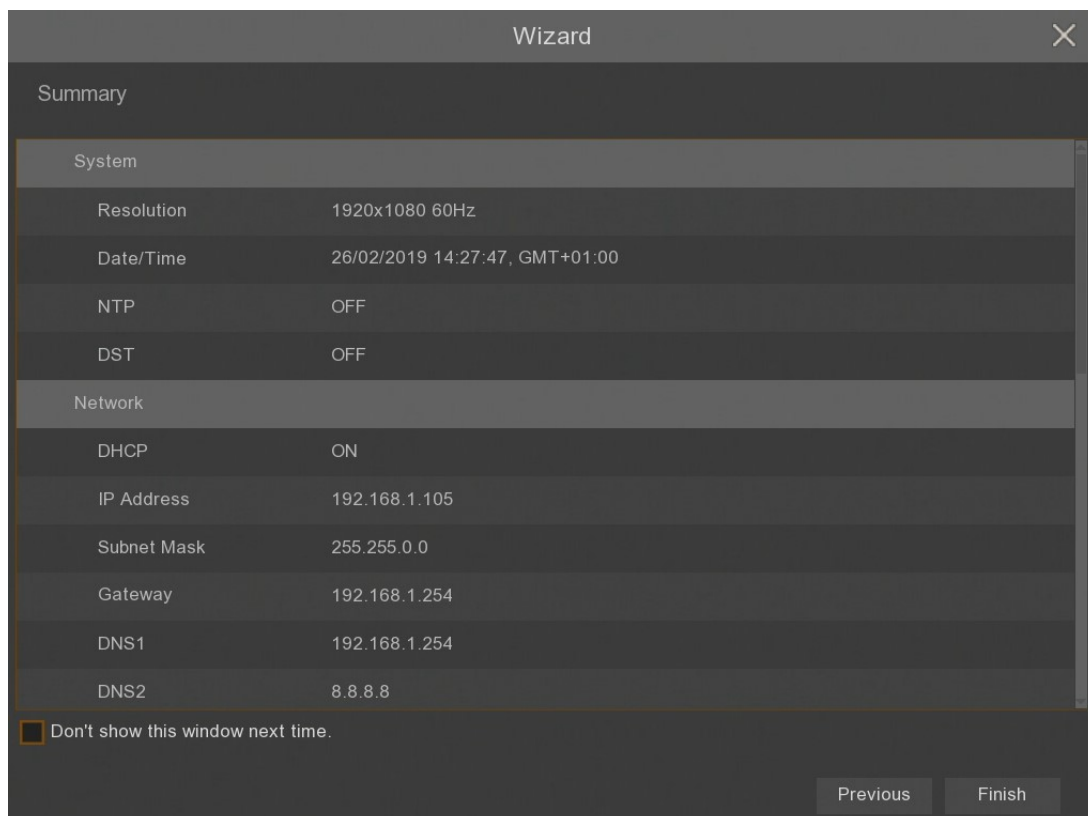 Wizard
Summary
System
Resolution 1920x1080 60Hz
Date/Time 26/02/2019 14:27:47, GMT+01:00
NTP OFF
DST OFF
Network
DHCP ON
IP Address 192.168.1.105
Subnet Mask 255.255.0.0
Gateway 192.168.1.254
DNS1 192.168.1.254
DNS2 8.8.8.8
Don't show this window next time.
Previous Finish